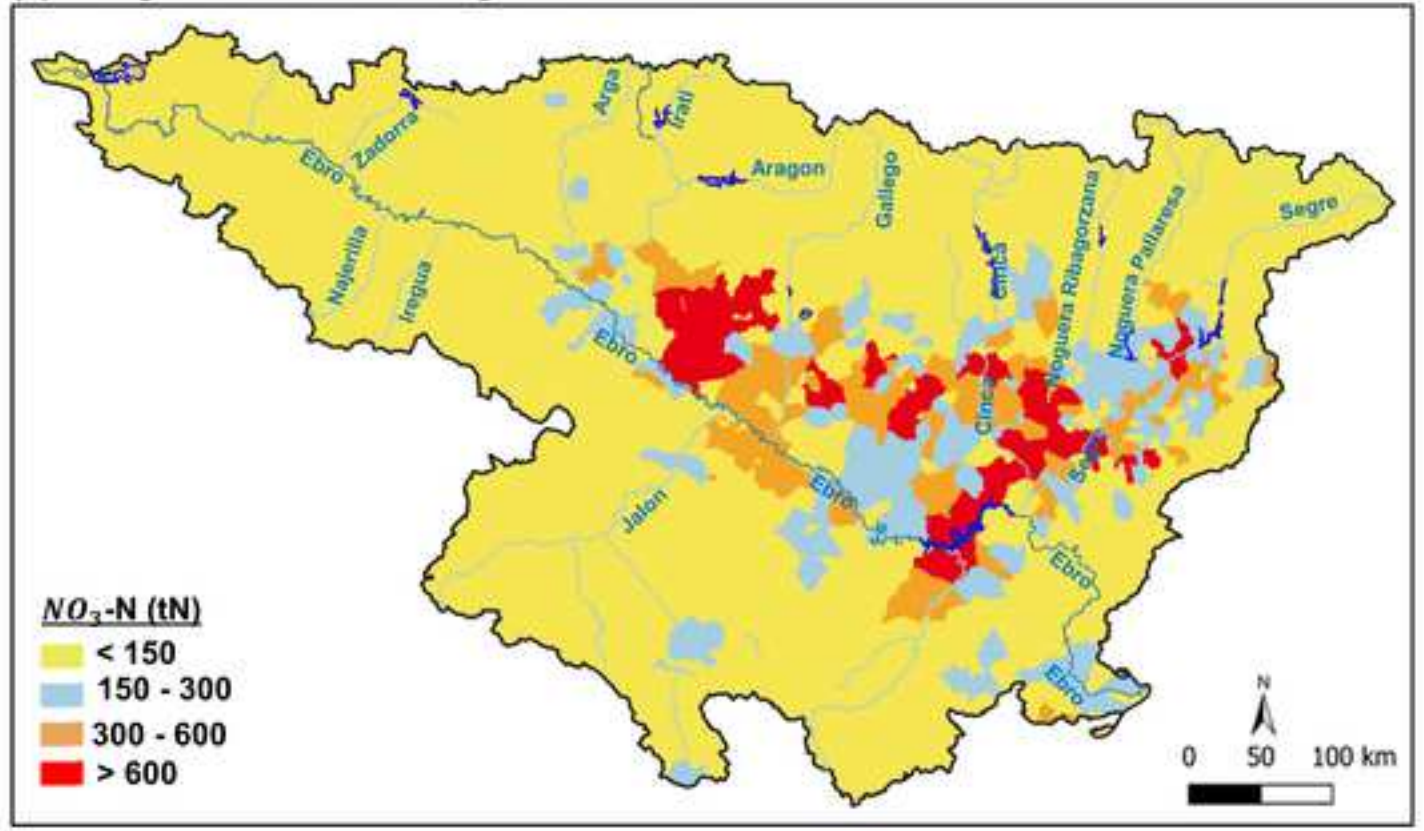 Arga
Irati
Zadorra
Ebro
Aragon
Gallego
Segre
Najerilla
Iregua
Cinca
Noguera Ribagorzana
Noguera Pallaresa
Ebro
Cinca
Ebro
Jalon
Ebro
Ebro
NO₃-N (tN)
< 150
150 - 300
300 - 600
> 600
N
0 50 100 km